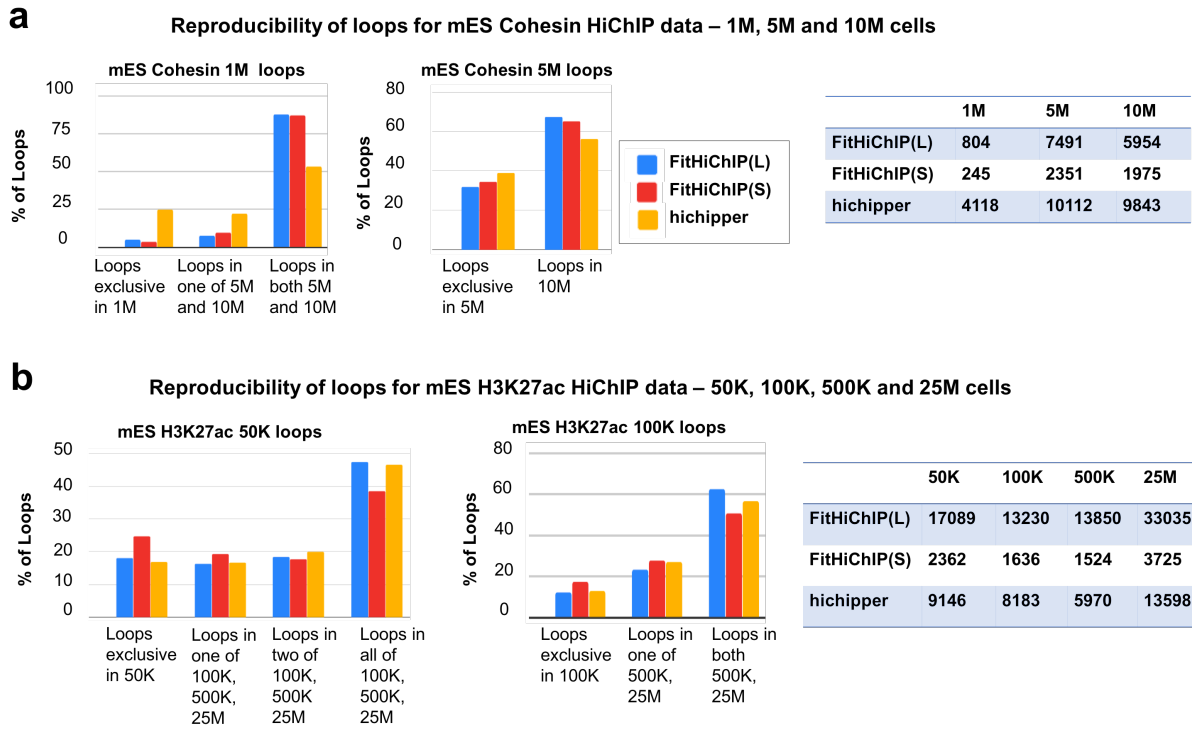 a
Reproducibility of loops for mES Cohesin HiChIP data – 1M, 5M and 10M cells
mES Cohesin 1M loops
% of Loops
100
75
50
25
0
Loops exclusive in 1M
Loops in one of 5M and 10M
Loops in both 5M and 10M
mES Cohesin 5M loops
% of Loops
80
60
40
20
0
Loops exclusive in 5M
Loops in 10M
FitHiChIP(L)
FitHiChIP(S)
hichipper
1M 5M 10M
FitHiChIP(L) 804 7491 5954
FitHiChIP(S) 245 2351 1975
hichipper 4118 10112 9843
b
Reproducibility of loops for mES H3K27ac HiChIP data – 50K, 100K, 500K and 25M cells
mES H3K27ac 50K loops
% of Loops
50
40
30
20
10
0
Loops exclusive in 50K
Loops in one of 100K, 500K, 25M
Loops in two of 100K, 500K 25M
Loops in all of 100K, 500K, 25M
mES H3K27ac 100K loops
% of Loops
80
60
40
20
0
Loops exclusive in 100K
Loops in one of 500K, 25M
Loops in both 500K, 25M
50K 100K 500K 25M
FitHiChIP(L) 17089 13230 13850 33035
FitHiChIP(S) 2362 1636 1524 3725
hichipper 9146 8183 5970 13598